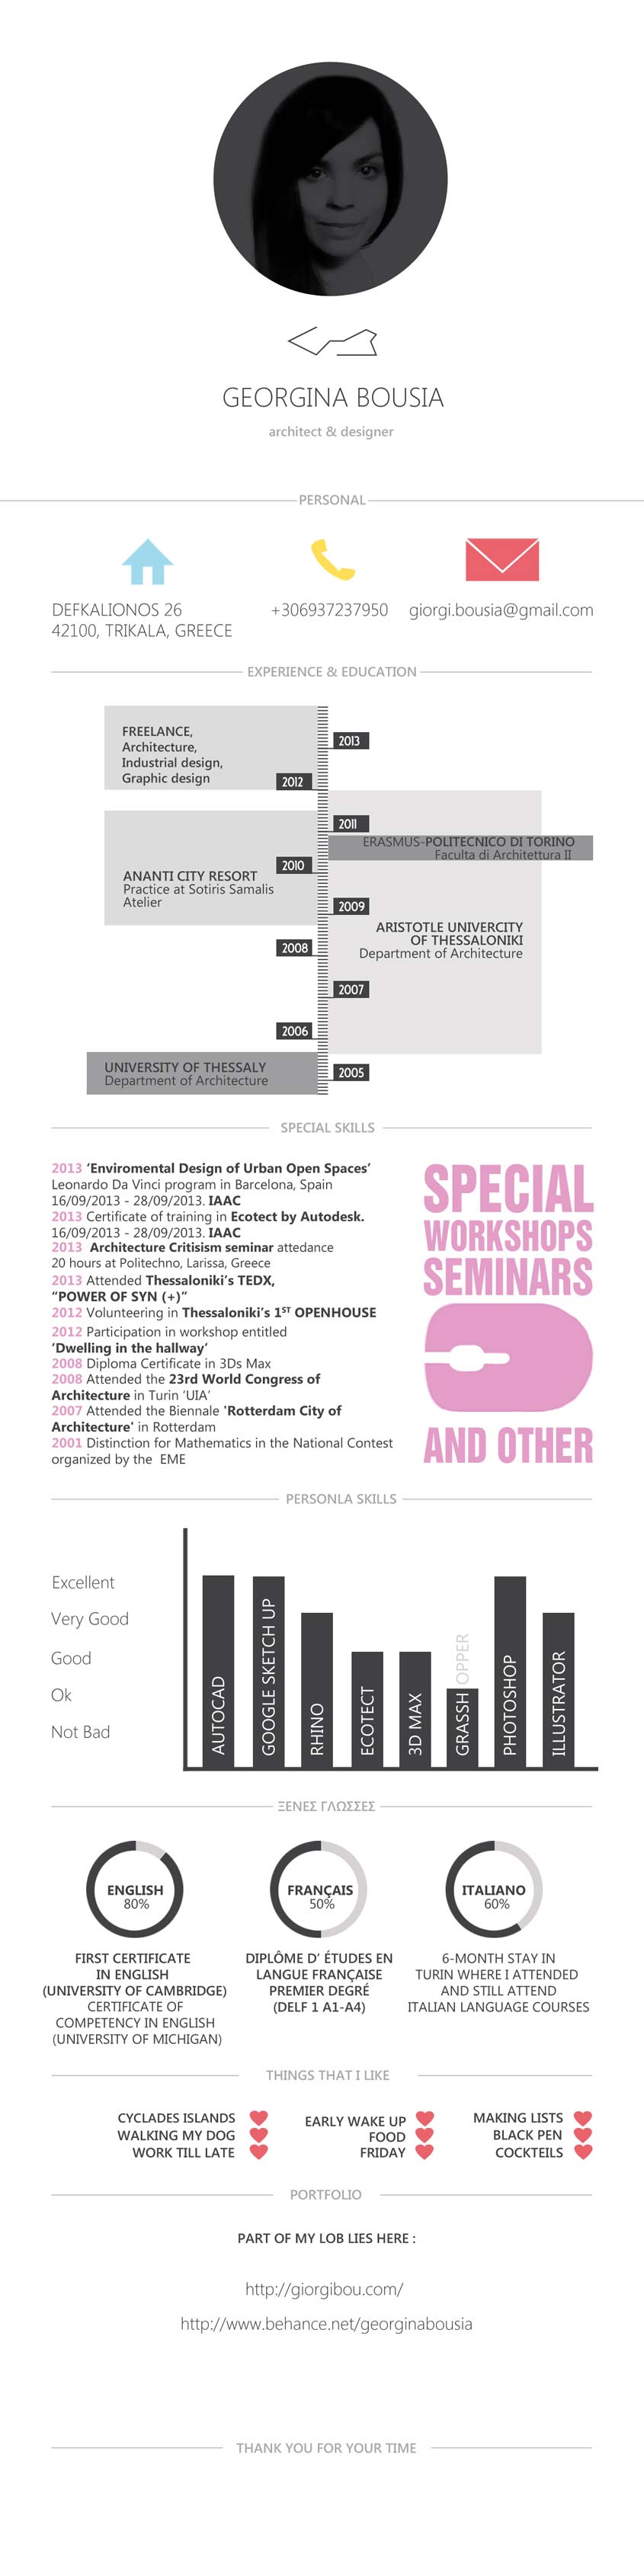 GEORGINA BOUSIA
architect & designer
PERSONAL
DEFKALIONOS 26
42100, TRIKALA, GREECE
+306937237950
giorgi.bousia@gmail.com
EXPERIENCE & EDUCATION
FREELANCE,
Architecture,
Industrial design,
Graphic design
2013
2012
2011
ERASMUS-POLITECNICO DI TORINO
Faculta di Architettura II
2010
ANANTI CITY RESORT
Practice at Sotiris Samalis
Atelier
2009
ARISTOTLE UNIVERCITY
OF THESSALONIKI
Department of Architecture
2008
2007
2006
UNIVERSITY OF THESSALY
Department of Architecture
2005
SPECIAL SKILLS
2013 'Enviromental Design of Urban Open Spaces'
Leonardo Da Vinci program in Barcelona, Spain
16/09/2013 - 28/09/2013. IAAC
2013 Certificate of training in Ecotect by Autodesk.
16/09/2013 - 28/09/2013. IAAC
2013 Architecture Critisism seminar attedance
20 hours at Politechno, Larissa, Greece
2013 Attended Thessaloniki's TEDX,
"POWER OF SYN (+)"
2012 Volunteering in Thessaloniki's 1ST OPENHOUSE
2012 Participation in workshop entitled
'Dwelling in the hallway'
2008 Diploma Certificate in 3Ds Max
2008 Attended the 23rd World Congress of
Architecture in Turin 'UIA'
2007 Attended the Biennale 'Rotterdam City of
Architecture' in Rotterdam
2001 Distinction for Mathematics in the National Contest
organized by the EME
SPECIAL
WORKSHOPS
SEMINARS
AND OTHER
PERSONLA SKILLS
Excellent
Very Good
Good
Ok
Not Bad
AUTOCAD
GOOGLE SKETCH UP
RHINO
ECOTECT
3D MAX
GRASSHOPPER
PHOTOSHOP
ILLUSTRATOR
ΞΕΝΕΣ ΓΛΩΣΣΕΣ
ENGLISH
80%
FIRST CERTIFICATE
IN ENGLISH
(UNIVERSITY OF CAMBRIDGE)
CERTIFICATE OF
COMPETENCY IN ENGLISH
(UNIVERSITY OF MICHIGAN)
FRANÇAIS
50%
DIPLÔME D' ÉTUDES EN
LANGUE FRANÇAISE
PREMIER DEGRÉ
(DELF 1 A1-A4)
ITALIANO
60%
6-MONTH STAY IN
TURIN WHERE I ATTENDED
AND STILL ATTEND
ITALIAN LANGUAGE COURSES
THINGS THAT I LIKE
CYCLADES ISLANDS
WALKING MY DOG
WORK TILL LATE
EARLY WAKE UP
FOOD
FRIDAY
MAKING LISTS
BLACK PEN
COCKTEILS
PORTFOLIO
PART OF MY LOB LIES HERE :
http://giorgibou.com/
http://www.behance.net/georginabousia
THANK YOU FOR YOUR TIME